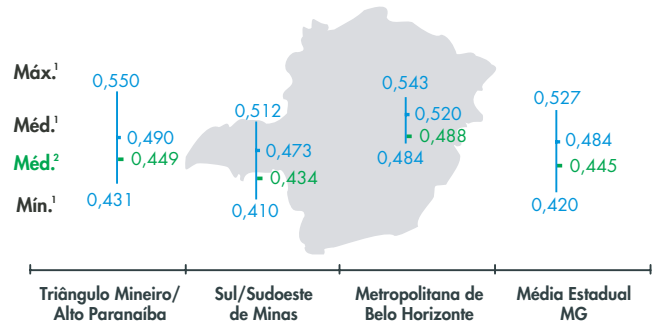 Máx.¹
Méd.¹
Méd.²
Mín.¹
0,550
0,490
0,449
0,431
0,512
0,473
0,434
0,410
0,543
0,520
0,488
0,484
0,527
0,484
0,445
0,420
Triângulo Mineiro/
Alto Paranaíba
Sul/Sudoeste
de Minas
Metropolitana de
Belo Horizonte
Média Estadual
MG